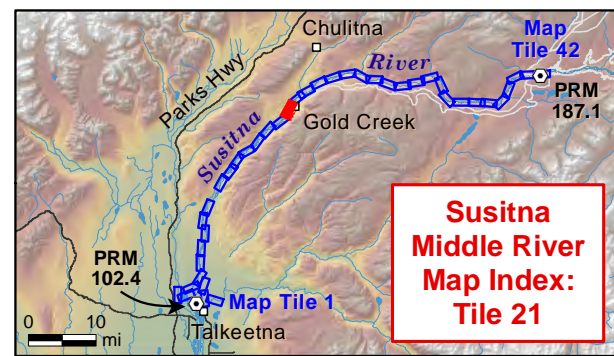 Chulitna
Map
Tile 42
River
Parks Hwy
PRM
187.1
Gold Creek
Susitna
Susitna
Middle River
Map Index:
Tile 21
PRM
102.4
Map Tile 1
Talkeetna
0 10
mi